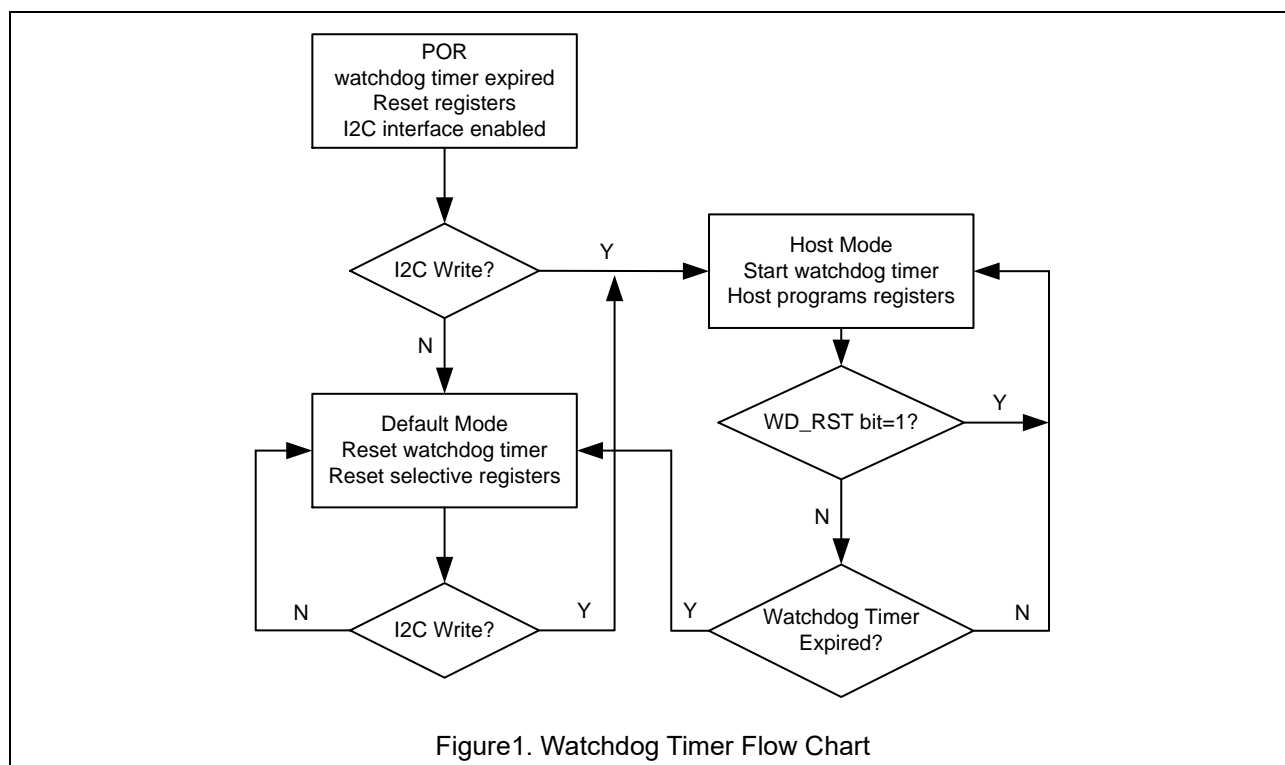 POR
watchdog timer expired
Reset registers
I2C interface enabled
I2C Write?
Y
N
Host Mode
Start watchdog timer
Host programs registers
WD_RST bit=1?
Y
N
Default Mode
Reset watchdog timer
Reset selective registers
I2C Write?
N
Y
Watchdog Timer
Expired?
Y
N
Figure1. Watchdog Timer Flow Chart